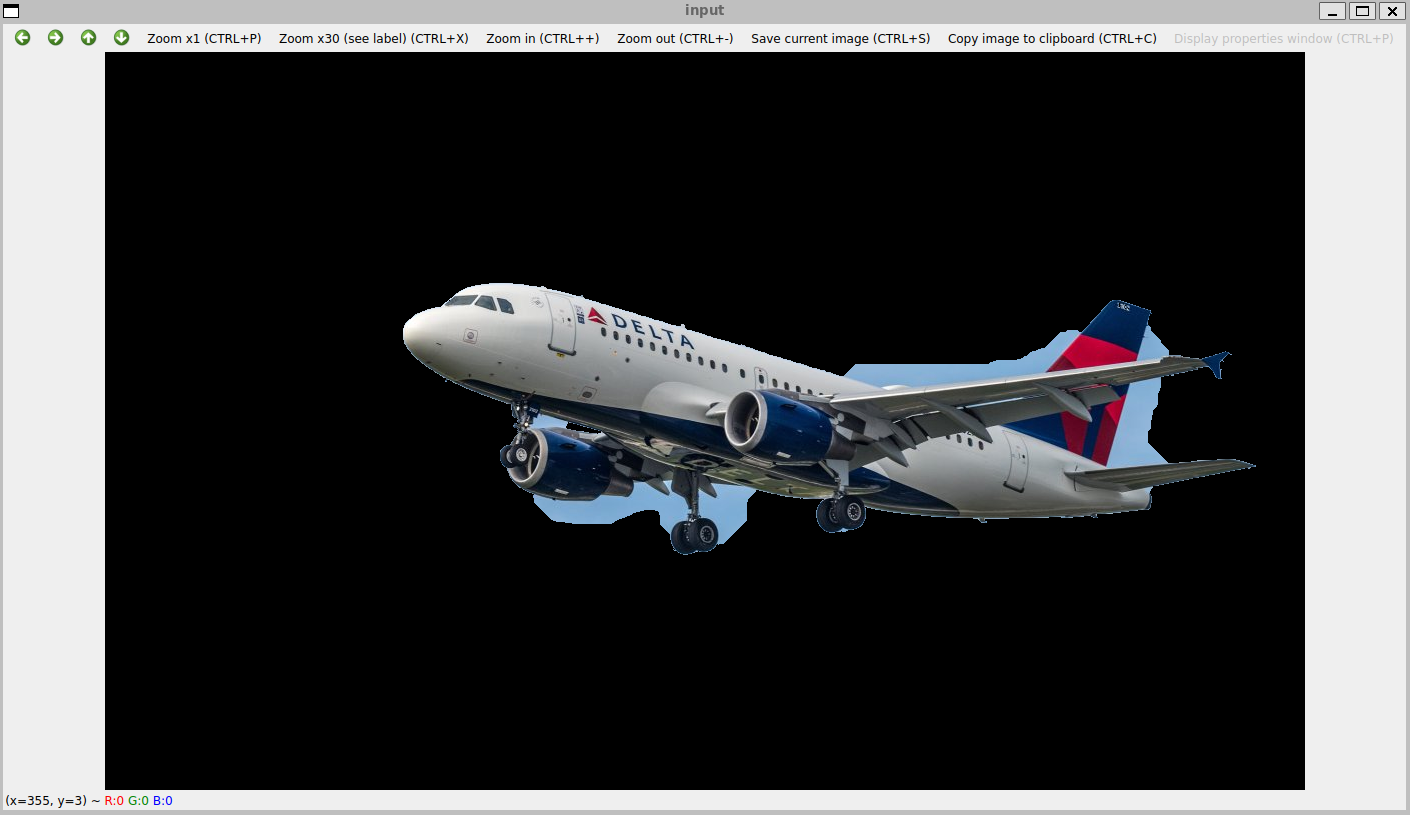 input
Zoom x1 (CTRL+P) Zoom x30 (see label) (CTRL+X) Zoom in (CTRL++) Zoom out (CTRL+-) Save current image (CTRL+S) Copy image to clipboard (CTRL+C) Display properties window (CTRL+P)
DELTA
(x=355, y=3) ~ R:0 G:0 B:0